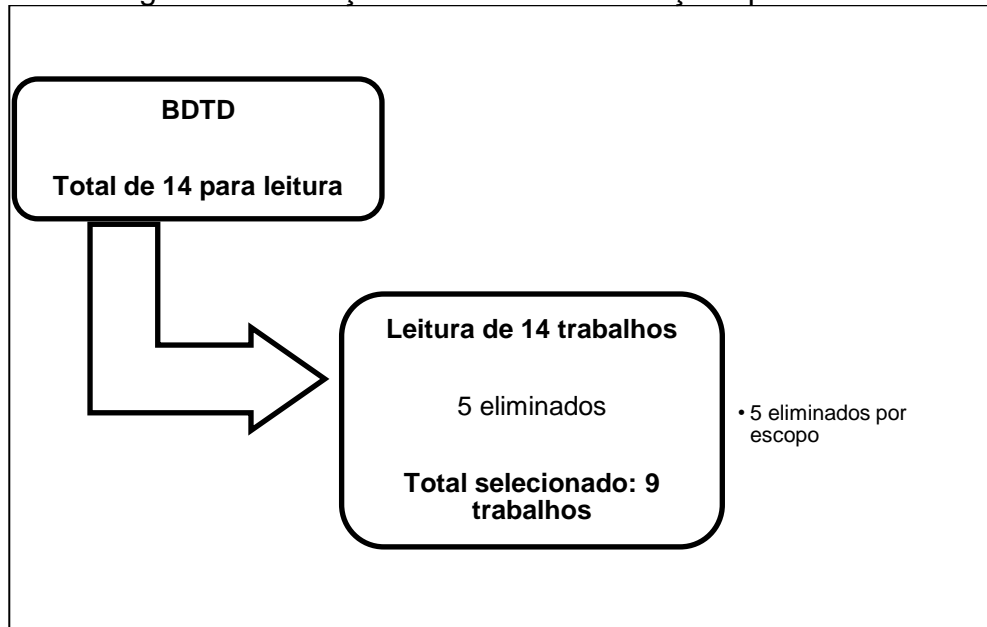 BDTD
Total de 14 para leitura
Leitura de 14 trabalhos
5 eliminados
Total selecionado: 9
trabalhos
• 5 eliminados por
escopo